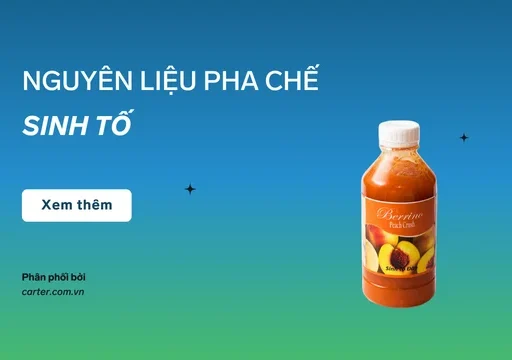 NGUYÊN LIỆU PHA CHẾ
SINH TỐ
Xem thêm
Phân phối bởi
carter.com.vn
Berrino
Peach Crush